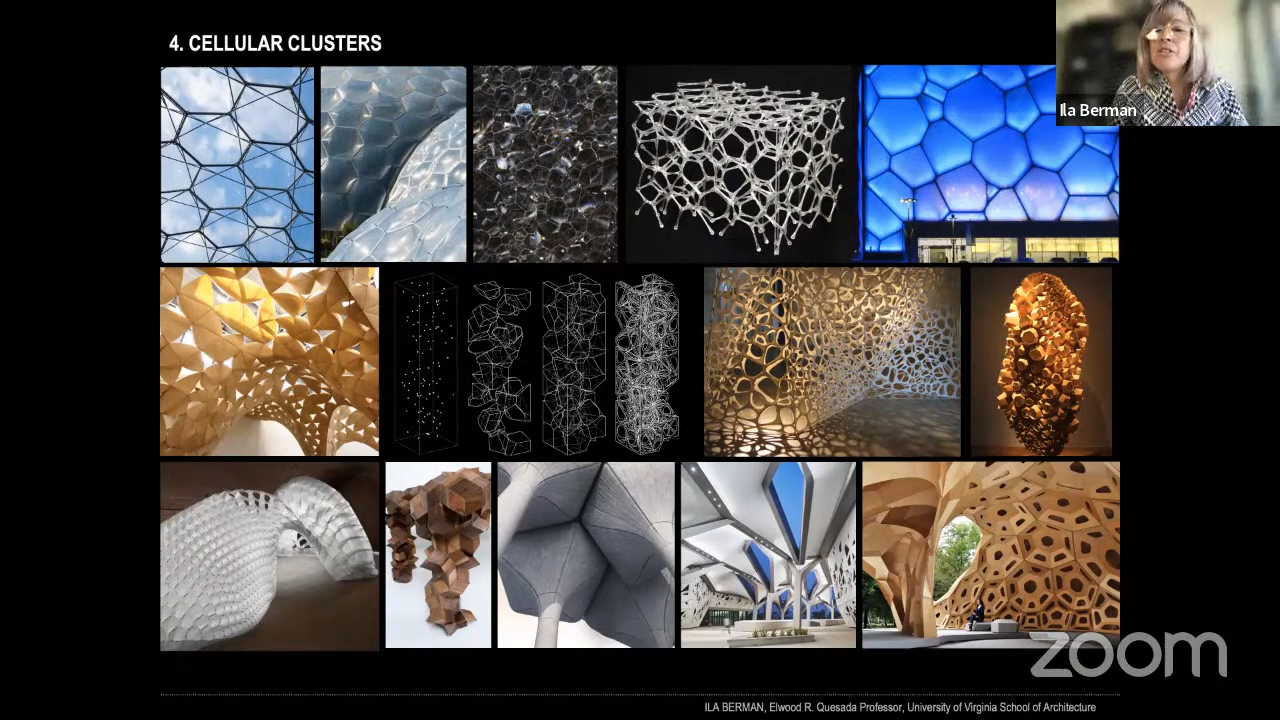 4. CELLULAR CLUSTERS
Ila Berman
zoom
ILA BERMAN, Elwood R. Quesada Professor, University of Virginia School of Architecture